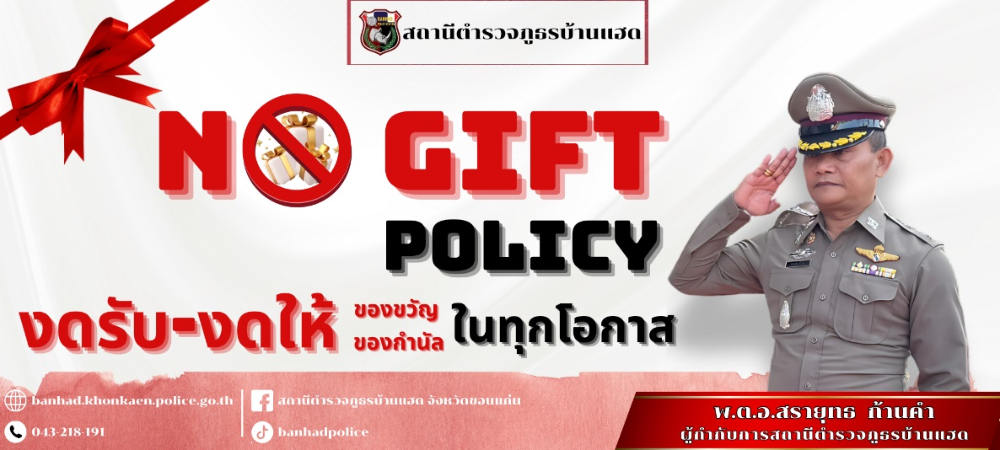 BANHAD
สถานีตำรวจภูธรบ้านแฮด
NO GIFT
POLICY
งดรับ-งดให้ ของขวัญ ของกำนัล ในทุกโอกาส
banhad.khonkaen.police.go.th
043-218-191
สถานีตำรวจภูธรบ้านแฮด จังหวัดขอนแก่น
banhadpolice
พ.ต.อ.สรายุทธ ก้านคำ
ผู้กำกับการสถานีตำรวจภูธรบ้านแฮด